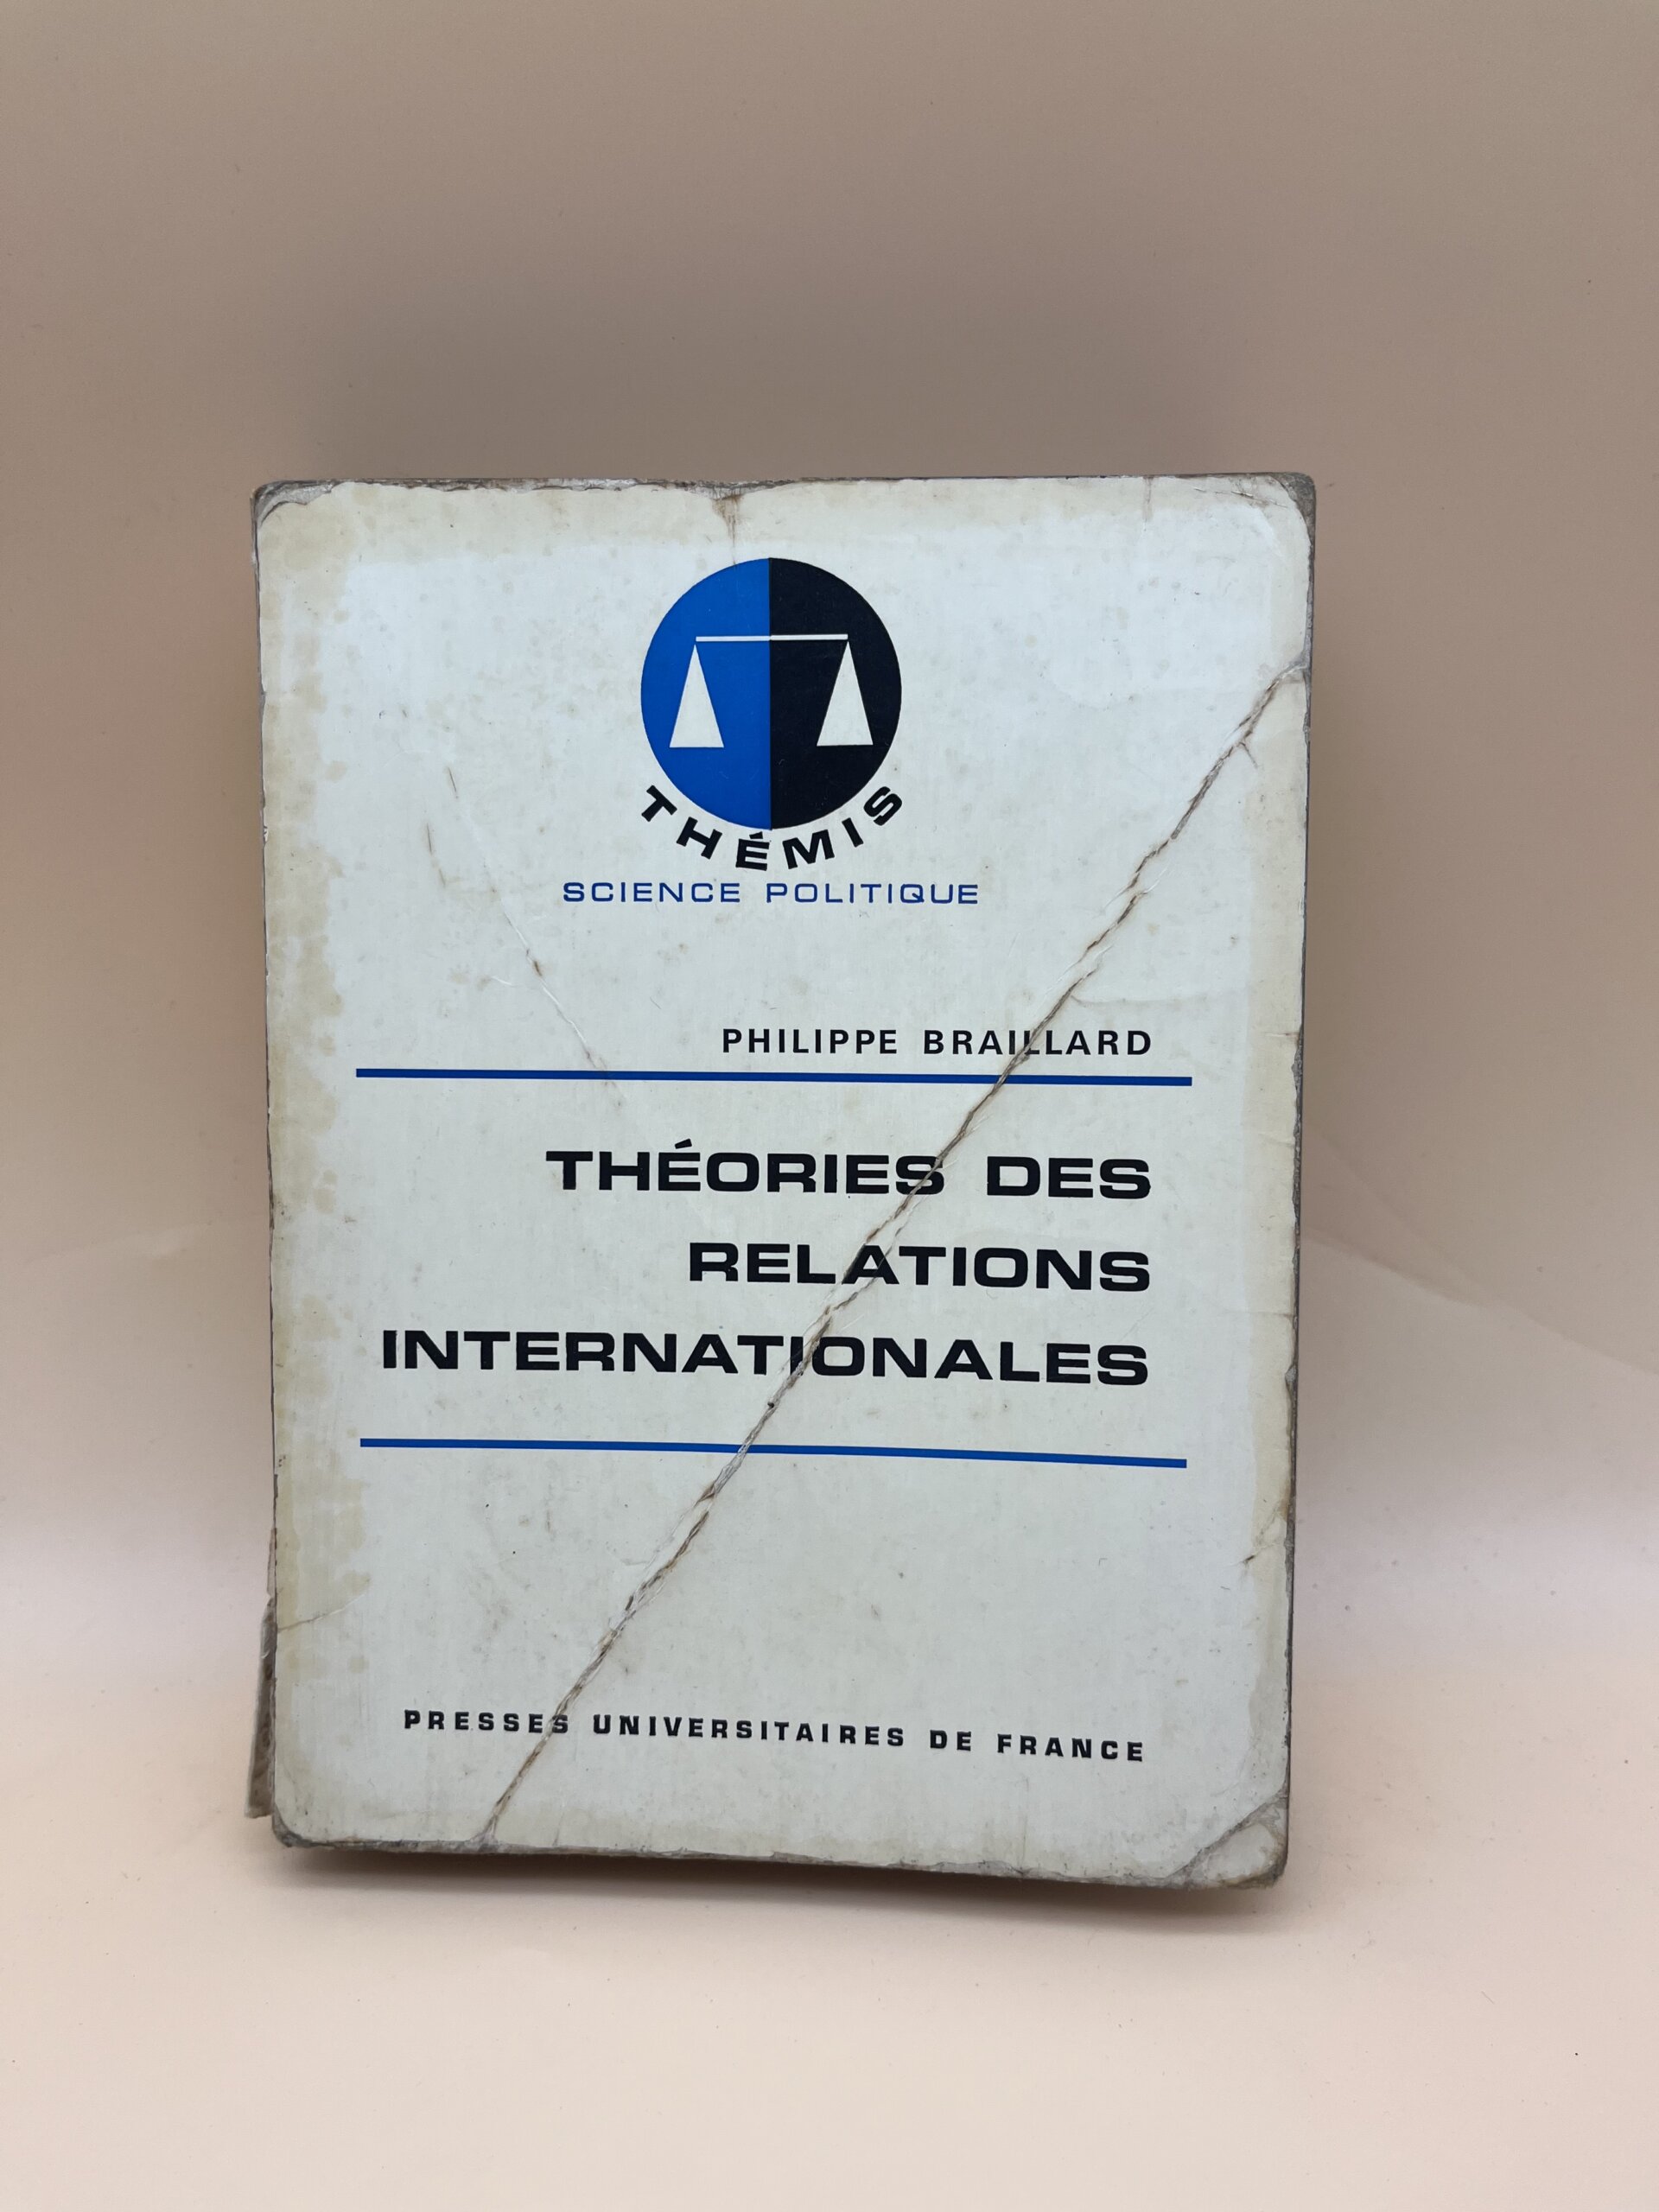 THÉMIS
SCIENCE POLITIQUE
PHILIPPE BRAILLARD
THÉORIES DES
RELATIONS
INTERNATIONALES
PRESSES UNIVERSITAIRES DE FRANCE